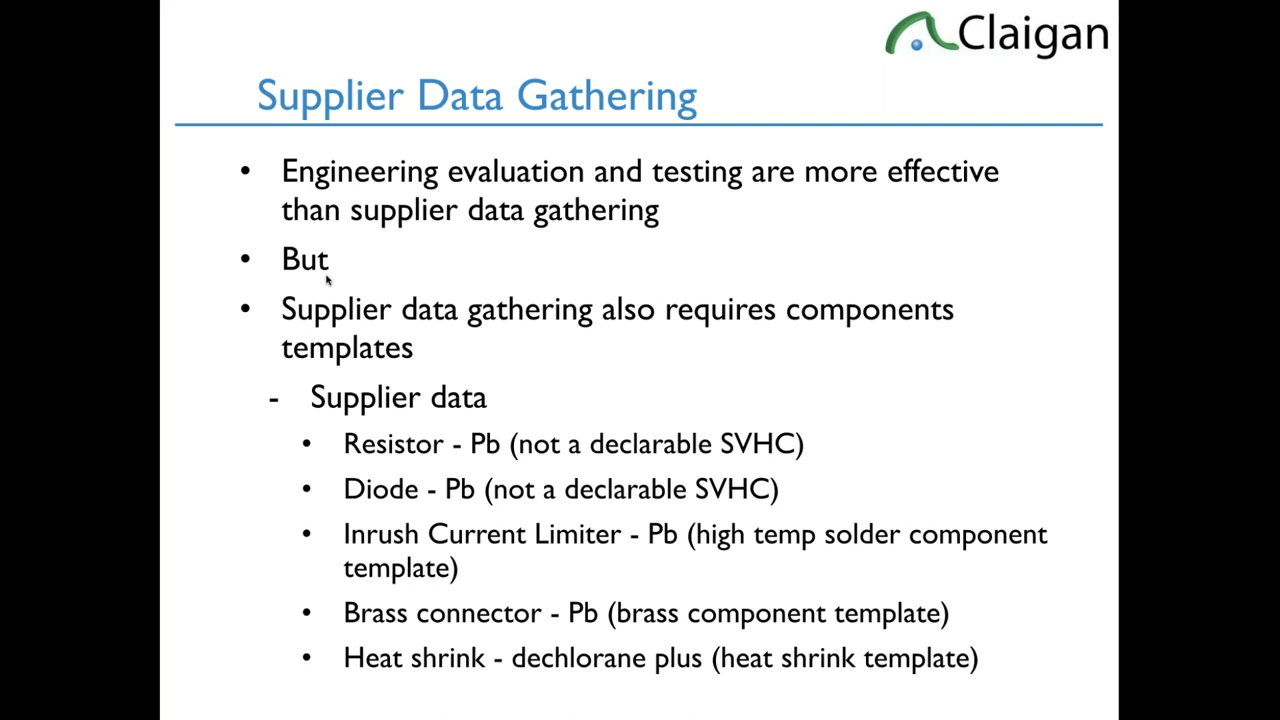 Claigan
Supplier Data Gathering
• Engineering evaluation and testing are more effective
than supplier data gathering
• But
• Supplier data gathering also requires components
templates
- Supplier data
• Resistor - Pb (not a declarable SVHC)
• Diode - Pb (not a declarable SVHC)
• Inrush Current Limiter - Pb (high temp solder component
template)
• Brass connector - Pb (brass component template)
• Heat shrink - dechlorane plus (heat shrink template)